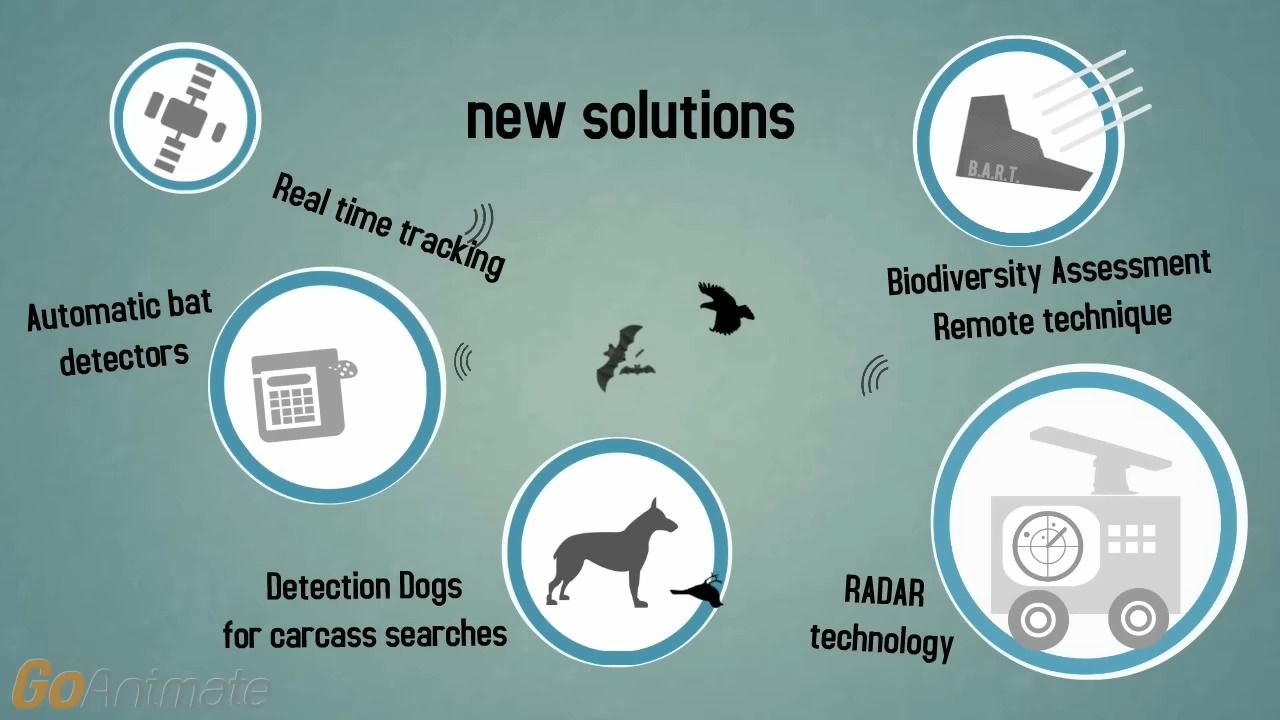 new solutions
Real time tracking
B.A.R.T.
Biodiversity Assessment
Remote technique
Automatic bat
detectors
Detection Dogs
for carcass searches
RADAR
technology
GoAnimate